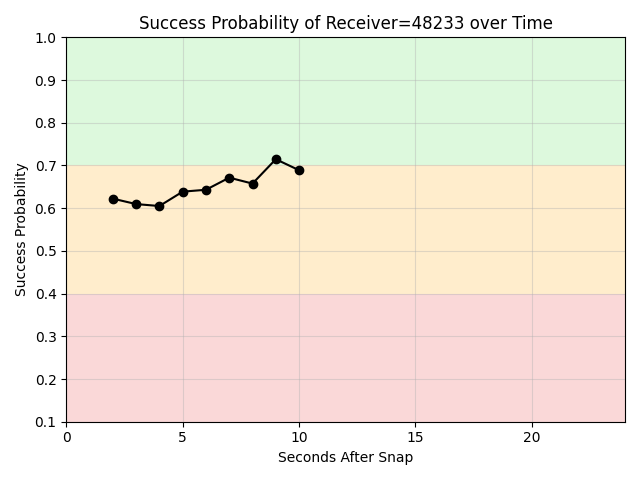 Success Probability of Receiver=48233 over Time
1.0
0.9
0.8
0.7
0.6
0.5
0.4
0.3
0.2
0.1
Success Probability
0 5 10 15 20
Seconds After Snap